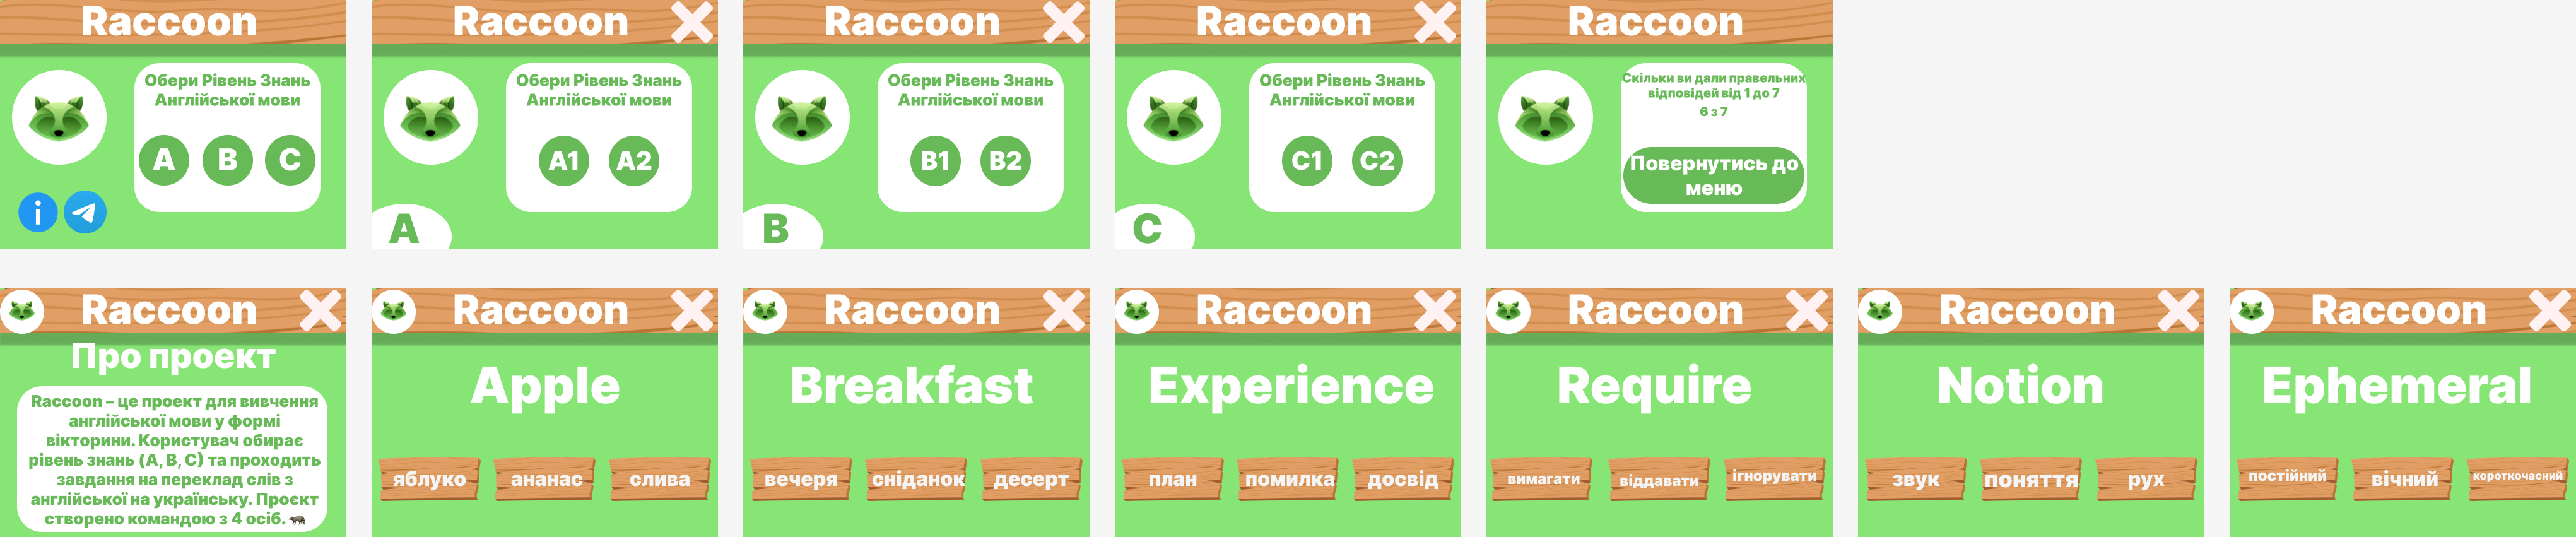 Raccoon
Обери Рівень Знань
Англійської мови
A B C
i
Raccoon
Обери Рівень Знань
Англійської мови
A1 A2
A
Raccoon
Обери Рівень Знань
Англійської мови
B1 B2
B
Raccoon
Обери Рівень Знань
Англійської мови
C1 C2
C
Raccoon
Скільки ви дали правельних
відповідей від 1 до 7
6 з 7
Повернутись до
меню
Raccoon
Про проект
Raccoon – це проект для вивчення
англійської мови у формі
вікторини. Користувач обирає
рівень знань (A, B, C) та проходить
завдання на переклад слів з
англійської на українську. Проєкт
створено командою з 4 осіб. 🦝
Raccoon
Apple
яблуко ананас слива
Raccoon
Breakfast
вечеря сніданок десерт
Raccoon
Experience
план помилка досвід
Raccoon
Require
вимагати віддавати ігнорувати
Raccoon
Notion
звук поняття рух
Raccoon
Ephemeral
постійний вічний короткочасний